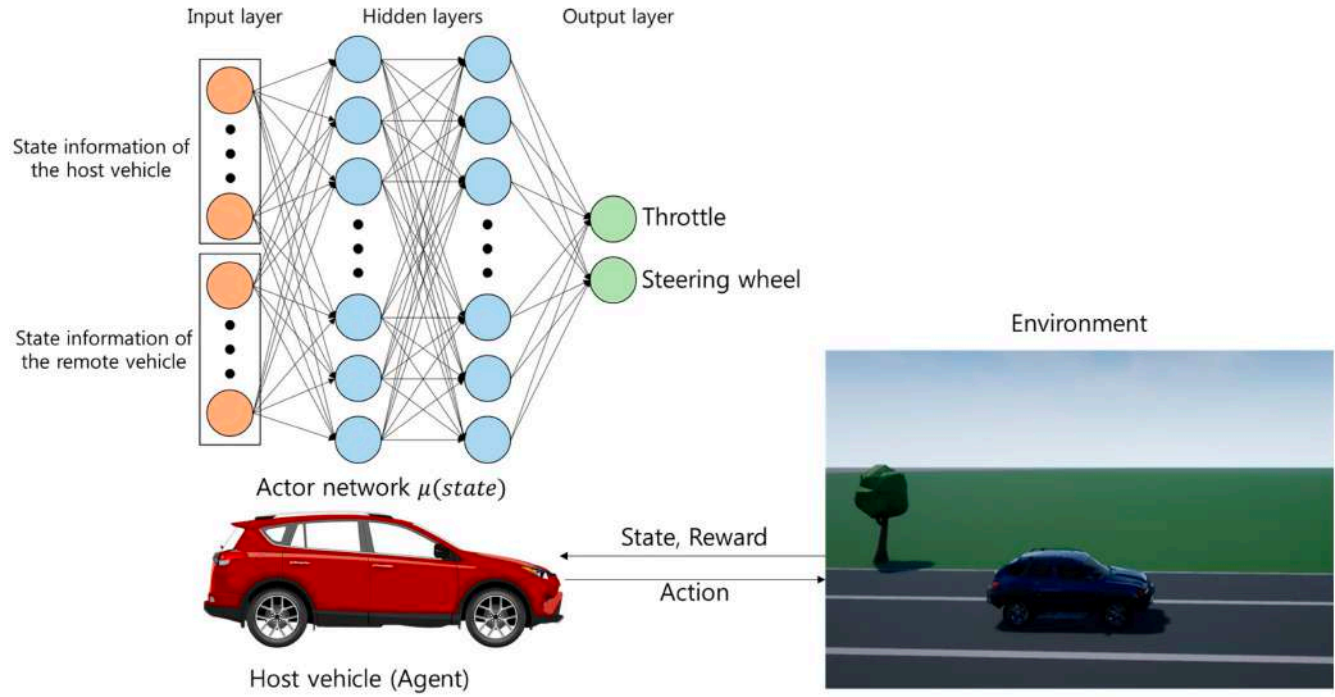 Input layer
Hidden layers
Output layer
State information of
the host vehicle
Throttle
Steering wheel
State information of
the remote vehicle
Environment
Actor network μ(state)
State, Reward
Action
Host vehicle (Agent)